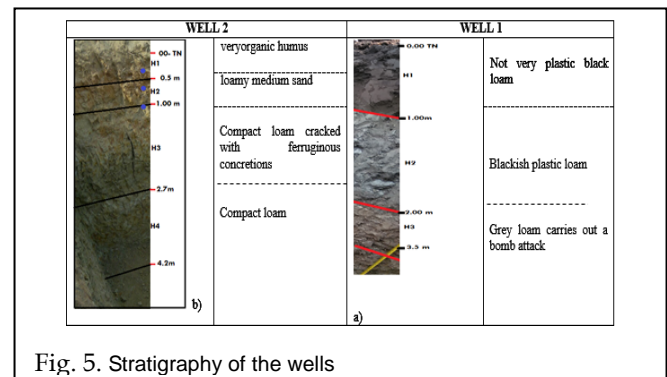 WELL 2
WELL 1
00- TN
H1
0.5 m
H2
1.00 m
H3
2.7m
H4
4.2m
b)
veryorganic humus
loamy medium sand
Compact loam cracked
with ferruginous
concretions
Compact loam
0.00 TN
H1
1.00m
H2
2.00 m
H3
3.5 m
a)
Not very plastic black
loam
Blackish plastic loam
Grey loam carries out a
bomb attack
Fig. 5. Stratigraphy of the wells